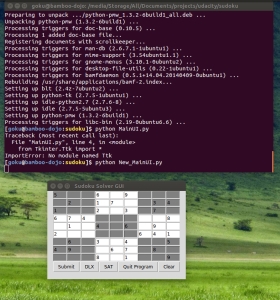 goku@bamboo-dojo: /media/Storage/All/Documents/projects/udacity/sudoku
Preparing to unpack .../python-pmw_1.3.2-6build1_all.deb ...
Unpacking python-pmw (1.3.2-6build1) ...
Processing triggers for doc-base (0.10.5) ...
Processing 1 added doc-base file...
Registering documents with scrollkeeper...
Processing triggers for man-db (2.6.7.1-1ubuntu1) ...
Processing triggers for mime-support (3.54ubuntu1.1) ...
Processing triggers for gnome-menus (3.10.1-0ubuntu2) ...
Processing triggers for desktop-file-utils (0.22-1ubuntu1) ...
Processing triggers for bamfdaemon (0.5.1+14.04.20140409-0ubuntu1) ...
Rebuilding /usr/share/applications/bamf-2.index...
Setting up blt (2.4z-7ubuntu2) ...
Setting up python-tk (2.7.5-1ubuntu1) ...
Setting up idle-python2.7 (2.7.6-8) ...
Setting up idle (2.7.5-5ubuntu3) ...
Setting up python-pmw (1.3.2-6build1) ...
Processing triggers for libc-bin (2.19-0ubuntu6.6) ...
[goku@bamboo-dojo:sudoku]$ python MainUI.py
Traceback (most recent call last):
File "MainUI.py", line 4, in <module>
from Tkinter.Ttk import *
ImportError: No module named Ttk
[goku@bamboo-dojo:sudoku]$ python New_MainUI.py
Sudoku Solver GUI
Submit DLX SAT Quit Program Clear